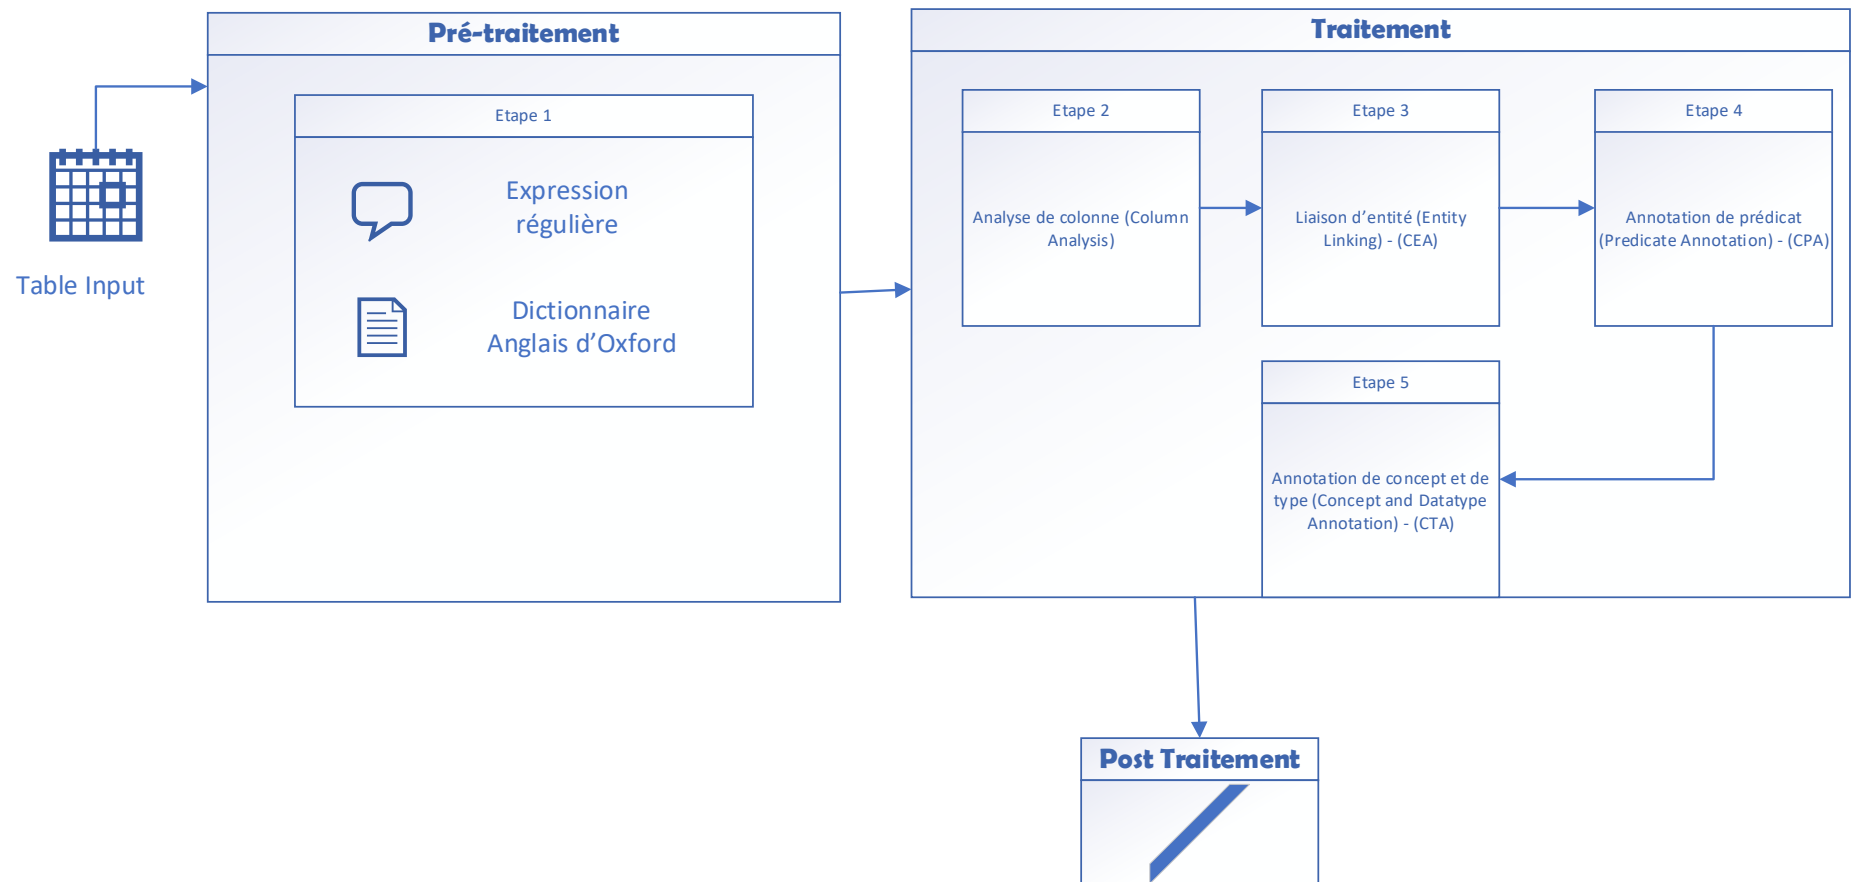 Pré-traitement
Traitement
Etape 1
Expression
régulière
Dictionnaire
Anglais d’Oxford
Table Input
Etape 2
Analyse de colonne (Column
Analysis)
Etape 3
Liaison d’entité (Entity
Linking) - (CEA)
Etape 4
Annotation de prédicat
(Predicate Annotation) - (CPA)
Etape 5
Annotation de concept et de
type (Concept and Datatype
Annotation) - (CTA)
Post Traitement